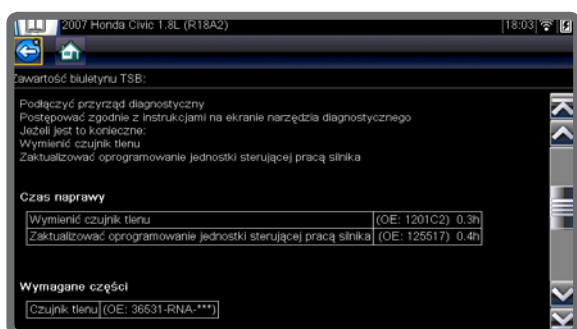 2007 Honda Civic 1.8L (R18A2)
18:03
Zawartość biuletynu TSB:
Podłączyć przyrząd diagnostyczny
Postępować zgodnie z instrukcjami na ekranie narzędzia diagnostycznego
Jeżeli jest to konieczne:
Wymienić czujnik tlenu
Zaktualizować oprogramowanie jednostki sterującej pracą silnika
Czas naprawy
Wymienić czujnik tlenu (OE: 1201C2) 0.3h
Zaktualizować oprogramowanie jednostki sterującej pracą silnika (OE: 125517) 0.4h
Wymagane części
Czujnik tlenu (OE: 36531-RNA-***)